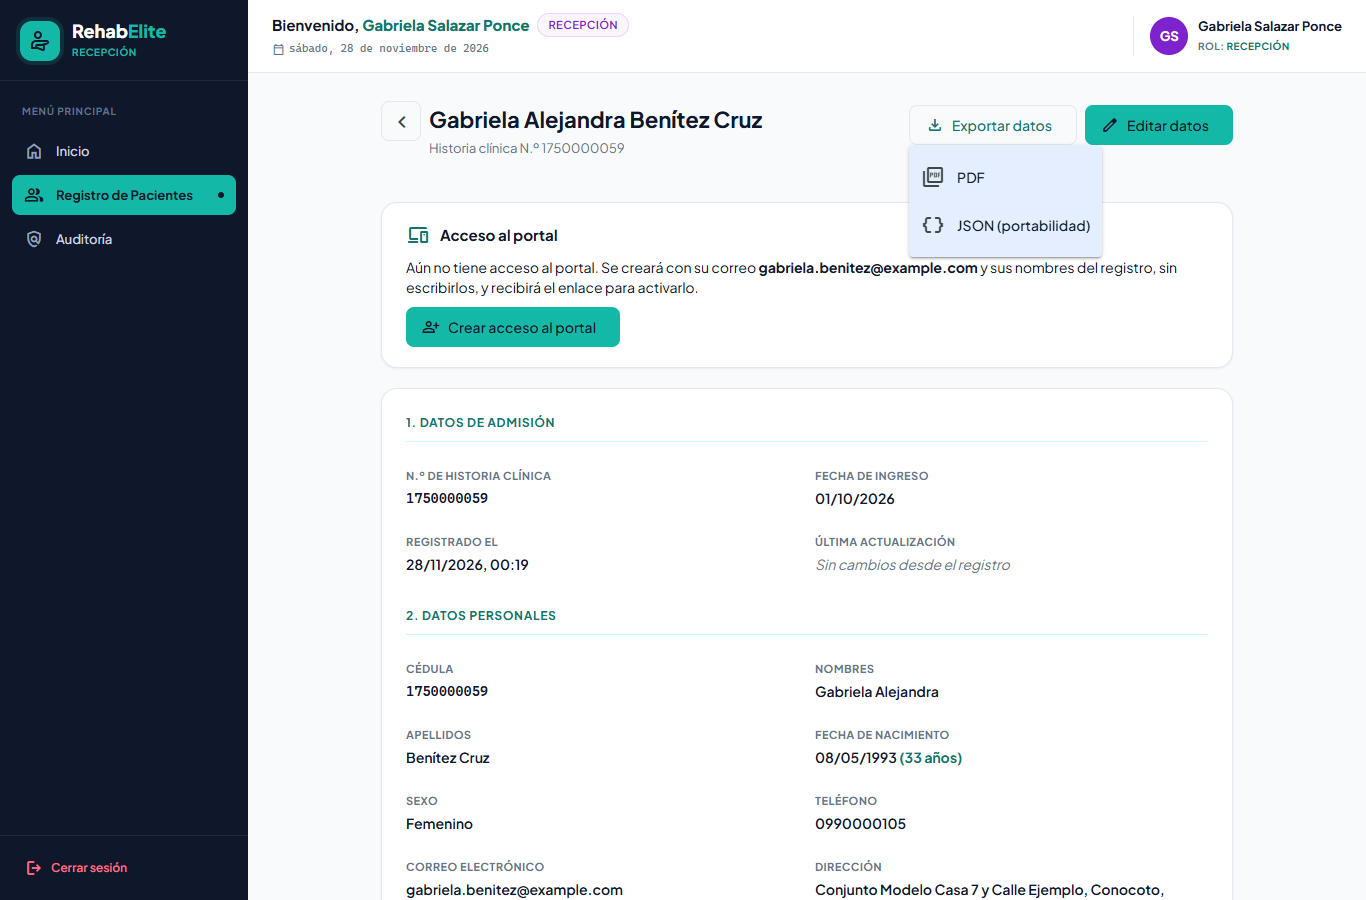 RehabElite
RECEPCIÓN
MENÚ PRINCIPAL
Inicio
Registro de Pacientes
Auditoría
Cerrar sesión
Bienvenido, Gabriela Salazar Ponce RECEPCIÓN
sábado, 28 de noviembre de 2026
GS
Gabriela Salazar Ponce
ROL: RECEPCIÓN
Gabriela Alejandra Benítez Cruz
Historia clínica N.º 1750000059
Exportar datos
Editar datos
PDF
JSON (portabilidad)
Acceso al portal
Aún no tiene acceso al portal. Se creará con su correo gabriela.benitez@example.com y sus nombres del registro, sin
escribirlos, y recibirá el enlace para activarlo.
Crear acceso al portal
1. DATOS DE ADMISIÓN
N.º DE HISTORIA CLÍNICA
1750000059
FECHA DE INGRESO
01/10/2026
REGISTRADO EL
28/11/2026, 00:19
ÚLTIMA ACTUALIZACIÓN
Sin cambios desde el registro
2. DATOS PERSONALES
CÉDULA
1750000059
NOMBRES
Gabriela Alejandra
APELLIDOS
Benítez Cruz
FECHA DE NACIMIENTO
08/05/1993 (33 años)
SEXO
Femenino
TELÉFONO
0990000105
CORREO ELECTRÓNICO
gabriela.benitez@example.com
DIRECCIÓN
Conjunto Modelo Casa 7 y Calle Ejemplo, Conocoto,